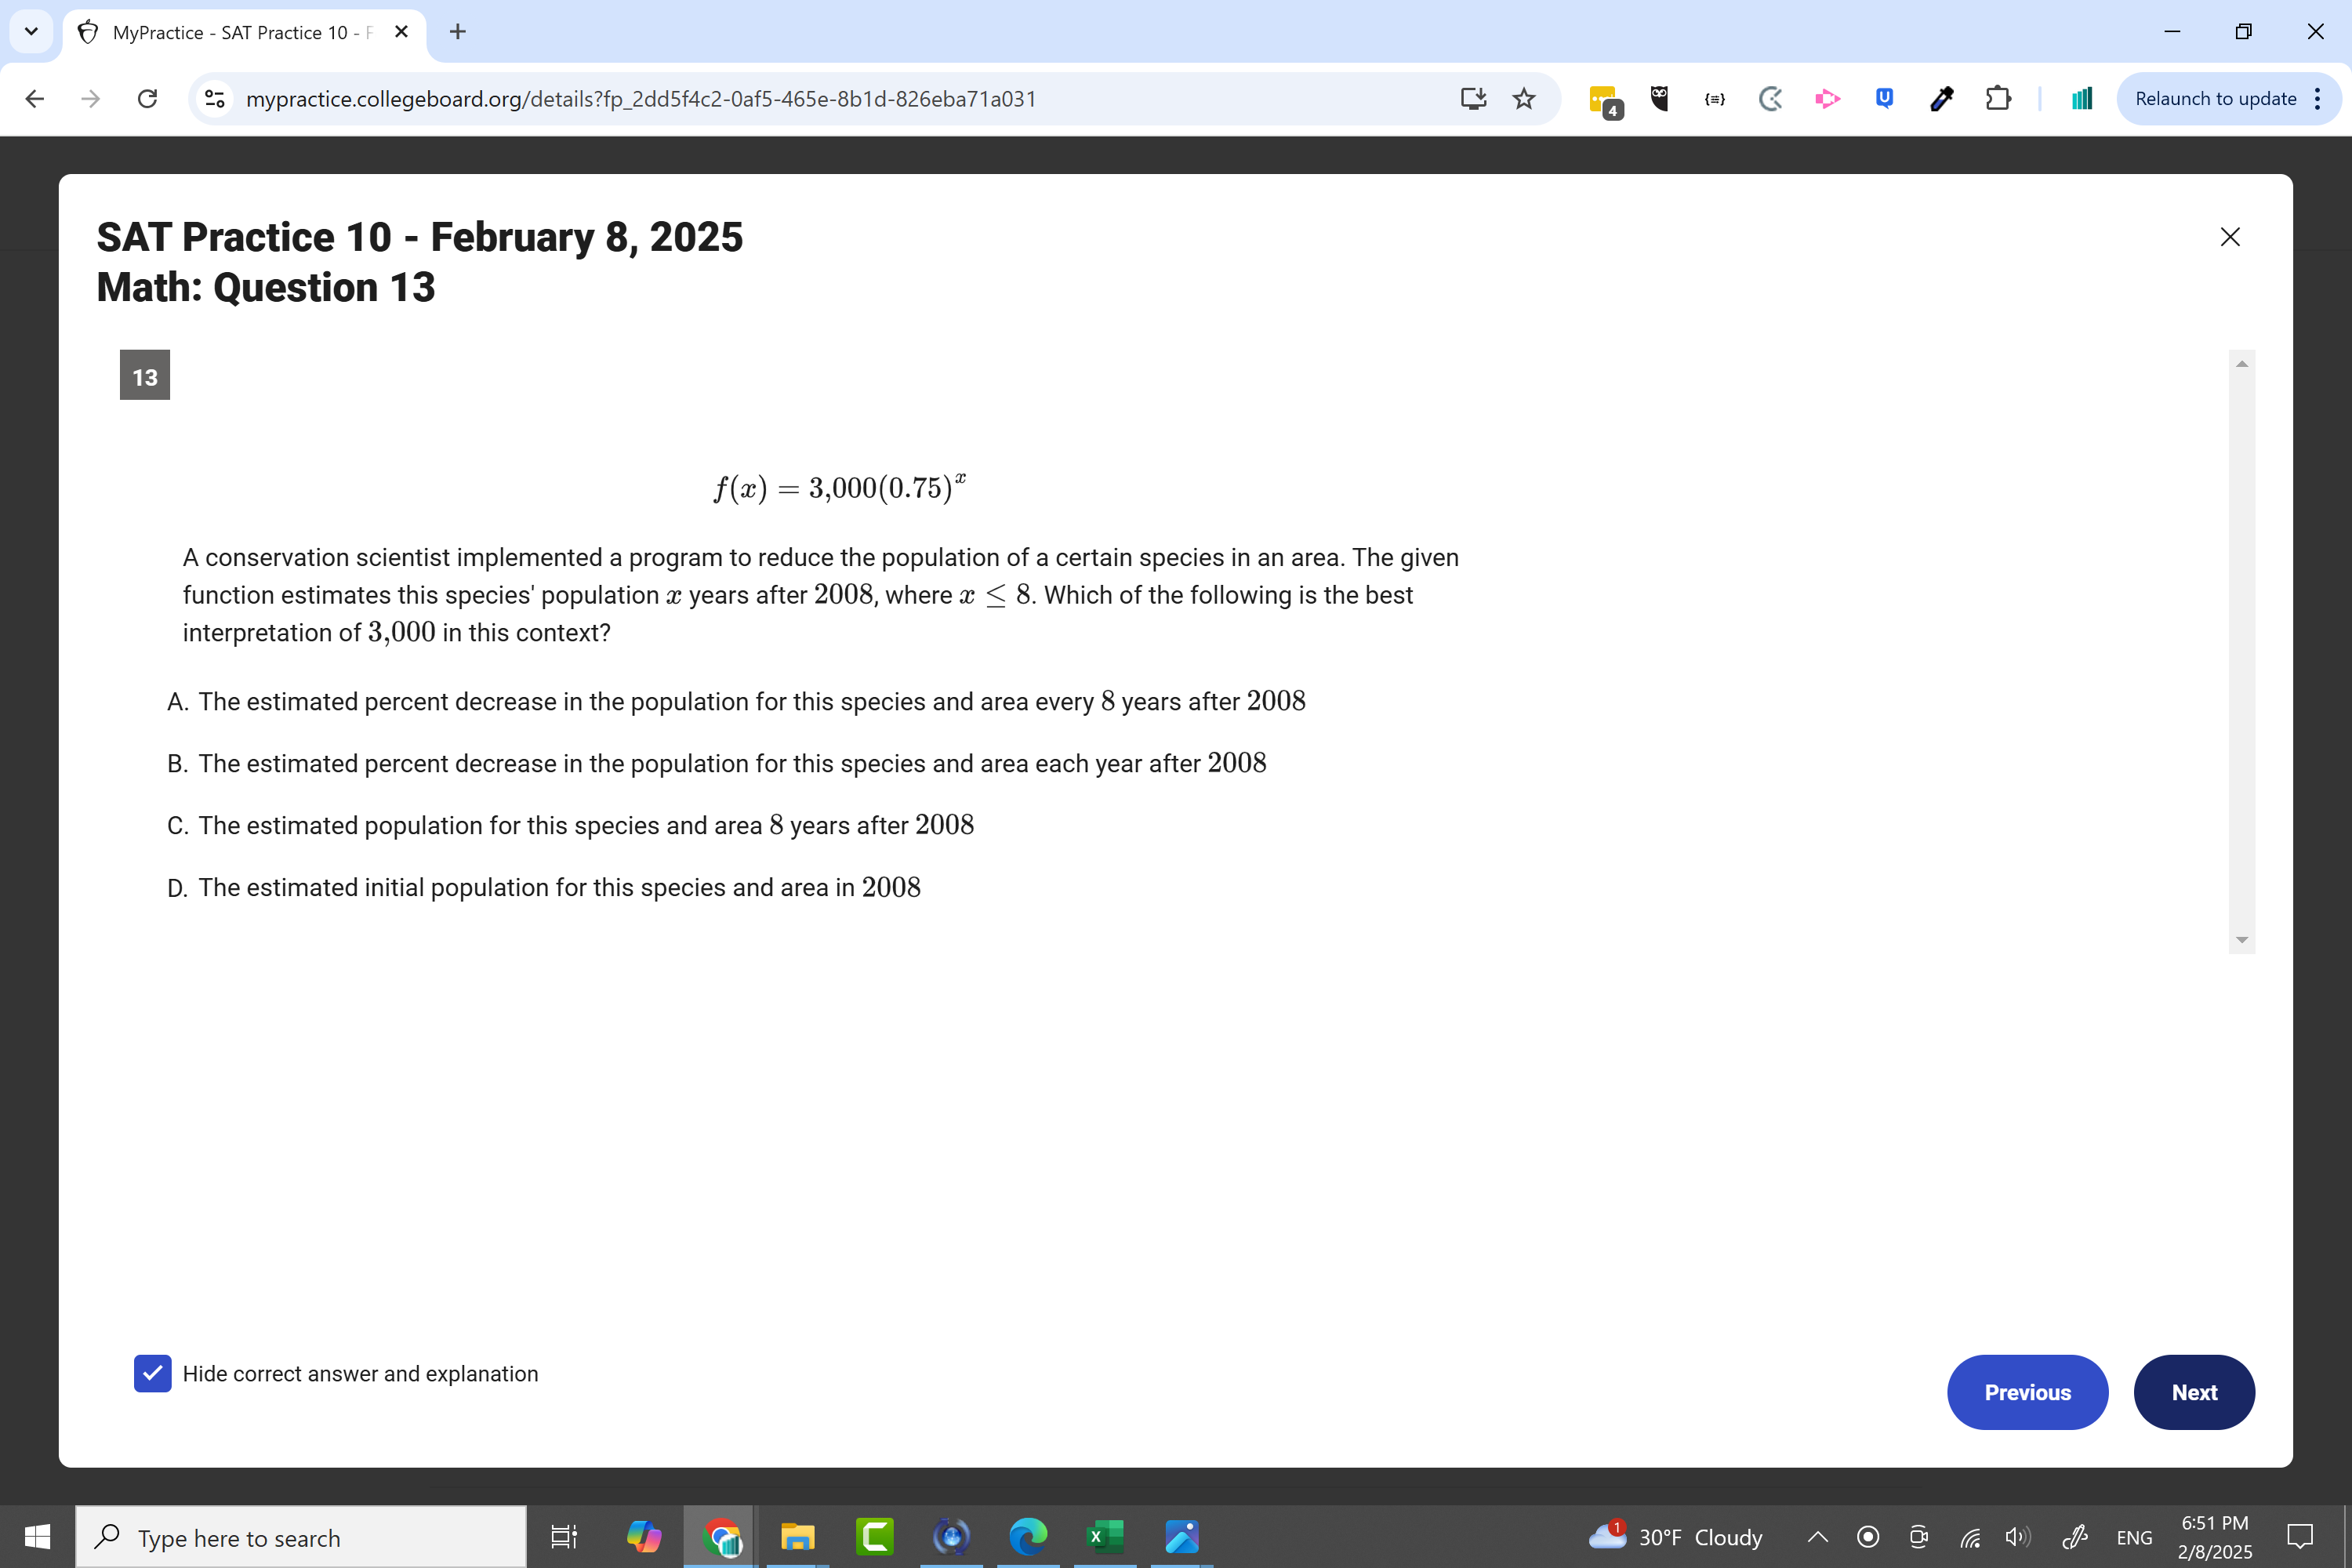 MyPractice - SAT Practice 10 - F
mypractice.collegeboard.org/details?fp_2dd5f4c2-0af5-465e-8b1d-826eba71a031
4
Relaunch to update
SAT Practice 10 - February 8, 2025
Math: Question 13
13
f(x) = 3,000(0.75)^x
A conservation scientist implemented a program to reduce the population of a certain species in an area. The given
function estimates this species' population x years after 2008, where x ≤ 8. Which of the following is the best
interpretation of 3,000 in this context?
A. The estimated percent decrease in the population for this species and area every 8 years after 2008
B. The estimated percent decrease in the population for this species and area each year after 2008
C. The estimated population for this species and area 8 years after 2008
D. The estimated initial population for this species and area in 2008
Hide correct answer and explanation
Previous
Next
Type here to search
1
30°F Cloudy
ENG
6:51 PM
2/8/2025